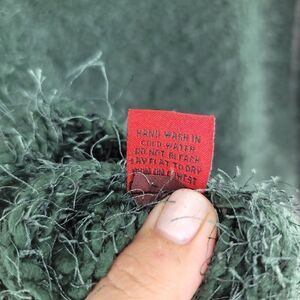 HAND WASH IN
COLD WATER
DO NOT BLEACH
LAY FLAT TO DRY